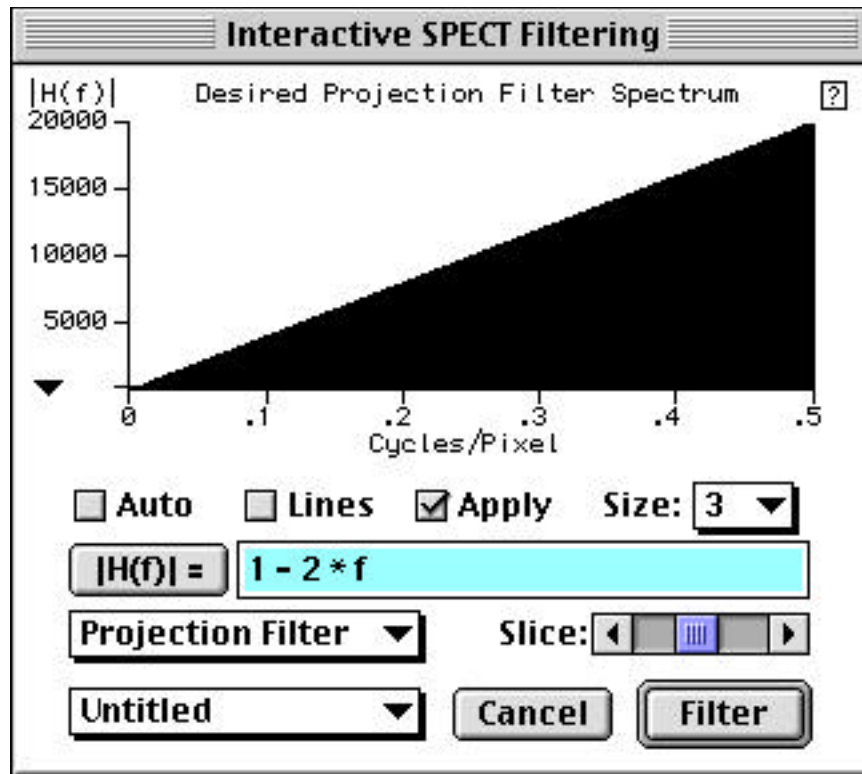 Interactive SPECT Filtering
|H(f)| Desired Projection Filter Spectrum ?
20000
15000
10000
5000
0 .1 .2 .3 .4 .5
Cycles/Pixel
Auto Lines Apply Size: 3
|H(f)| = 1 - 2 * f
Projection Filter Slice:
Untitled Cancel Filter